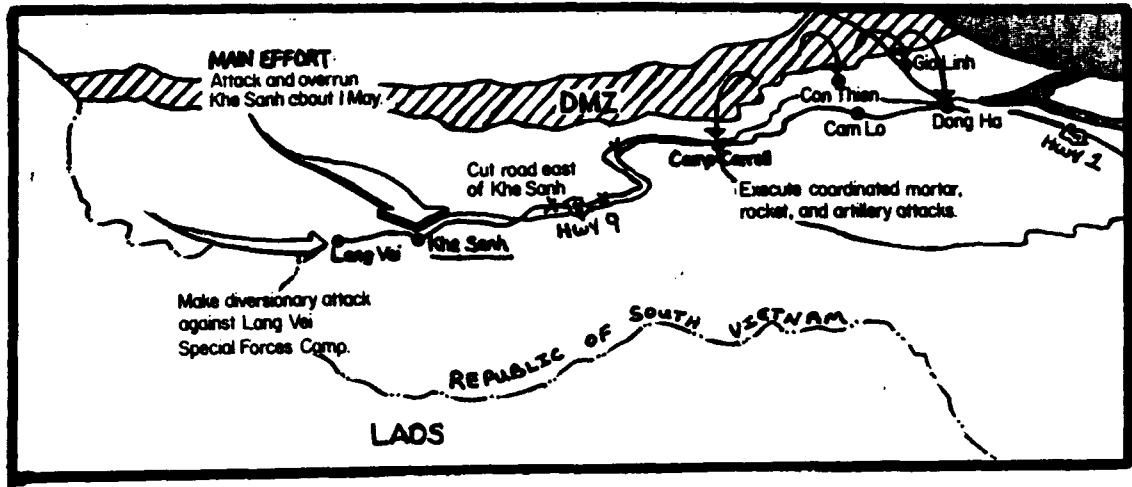 MAIN EFFORT
Attack and overrun
Khe Sanh about 1 May.
DMZ
Gio Linh
Con Thien
Cam Lo
Dong Ha
HWY 1
Camp Carroll
Cut road east
of Khe Sanh
HWY 9
Execute coordinated mortar,
rocket, and artillery attacks.
Lang Vei
Khe Sanh
Make diversionary attack
against Lang Vei
Special Forces Camp.
REPUBLIC OF SOUTH VIETNAM
LAOS